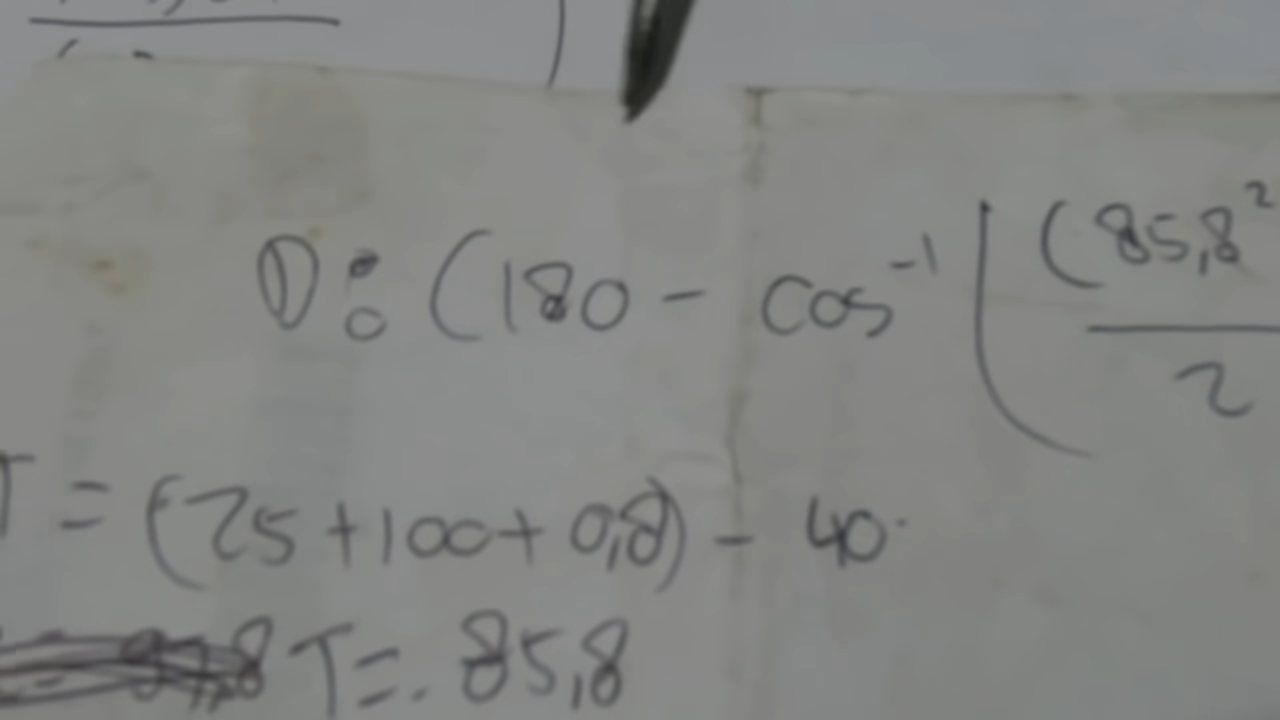 D: (180 - cos⁻¹ ( (85,8²
2
T = (25 + 100 + 0,8) - 40
T = 85,8